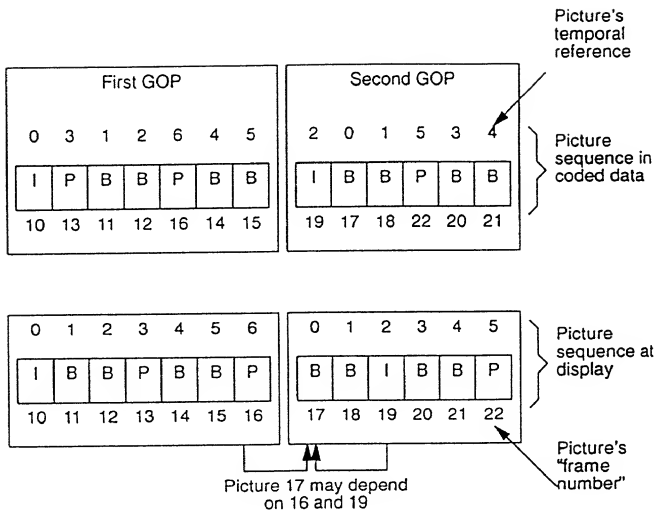 Picture's
temporal
reference
First GOP
Second GOP
0 3 1 2 6 4 5
2 0 1 5 3 4
I P B B P B B
I B B P B B
10 13 11 12 16 14 15
19 17 18 22 20 21
Picture
sequence in
coded data
0 1 2 3 4 5 6
0 1 2 3 4 5
I B B P B B P
B B I B B P
10 11 12 13 14 15 16
17 18 19 20 21 22
Picture
sequence at
display
Picture 17 may depend
on 16 and 19
Picture's
"frame
number"